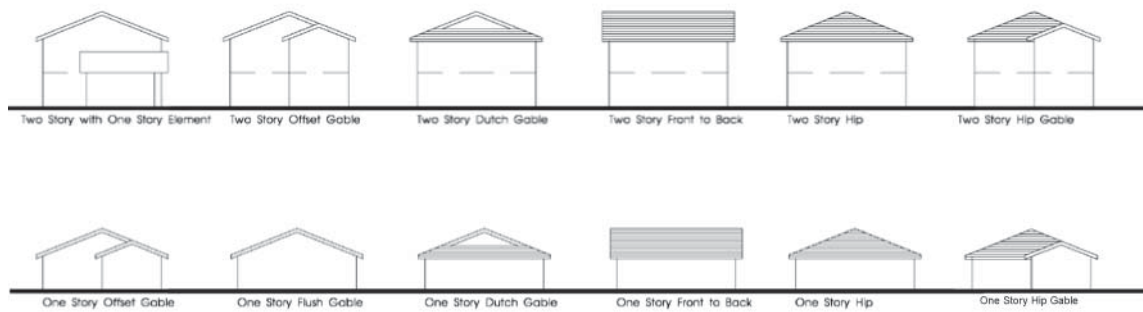 Two Story with One Story Element
Two Story Offset Gable
Two Story Dutch Gable
Two Story Front to Back
Two Story Hip
Two Story Hip Gable
One Story Offset Gable
One Story Flush Gable
One Story Dutch Gable
One Story Front to Back
One Story Hip
One Story Hip Gable